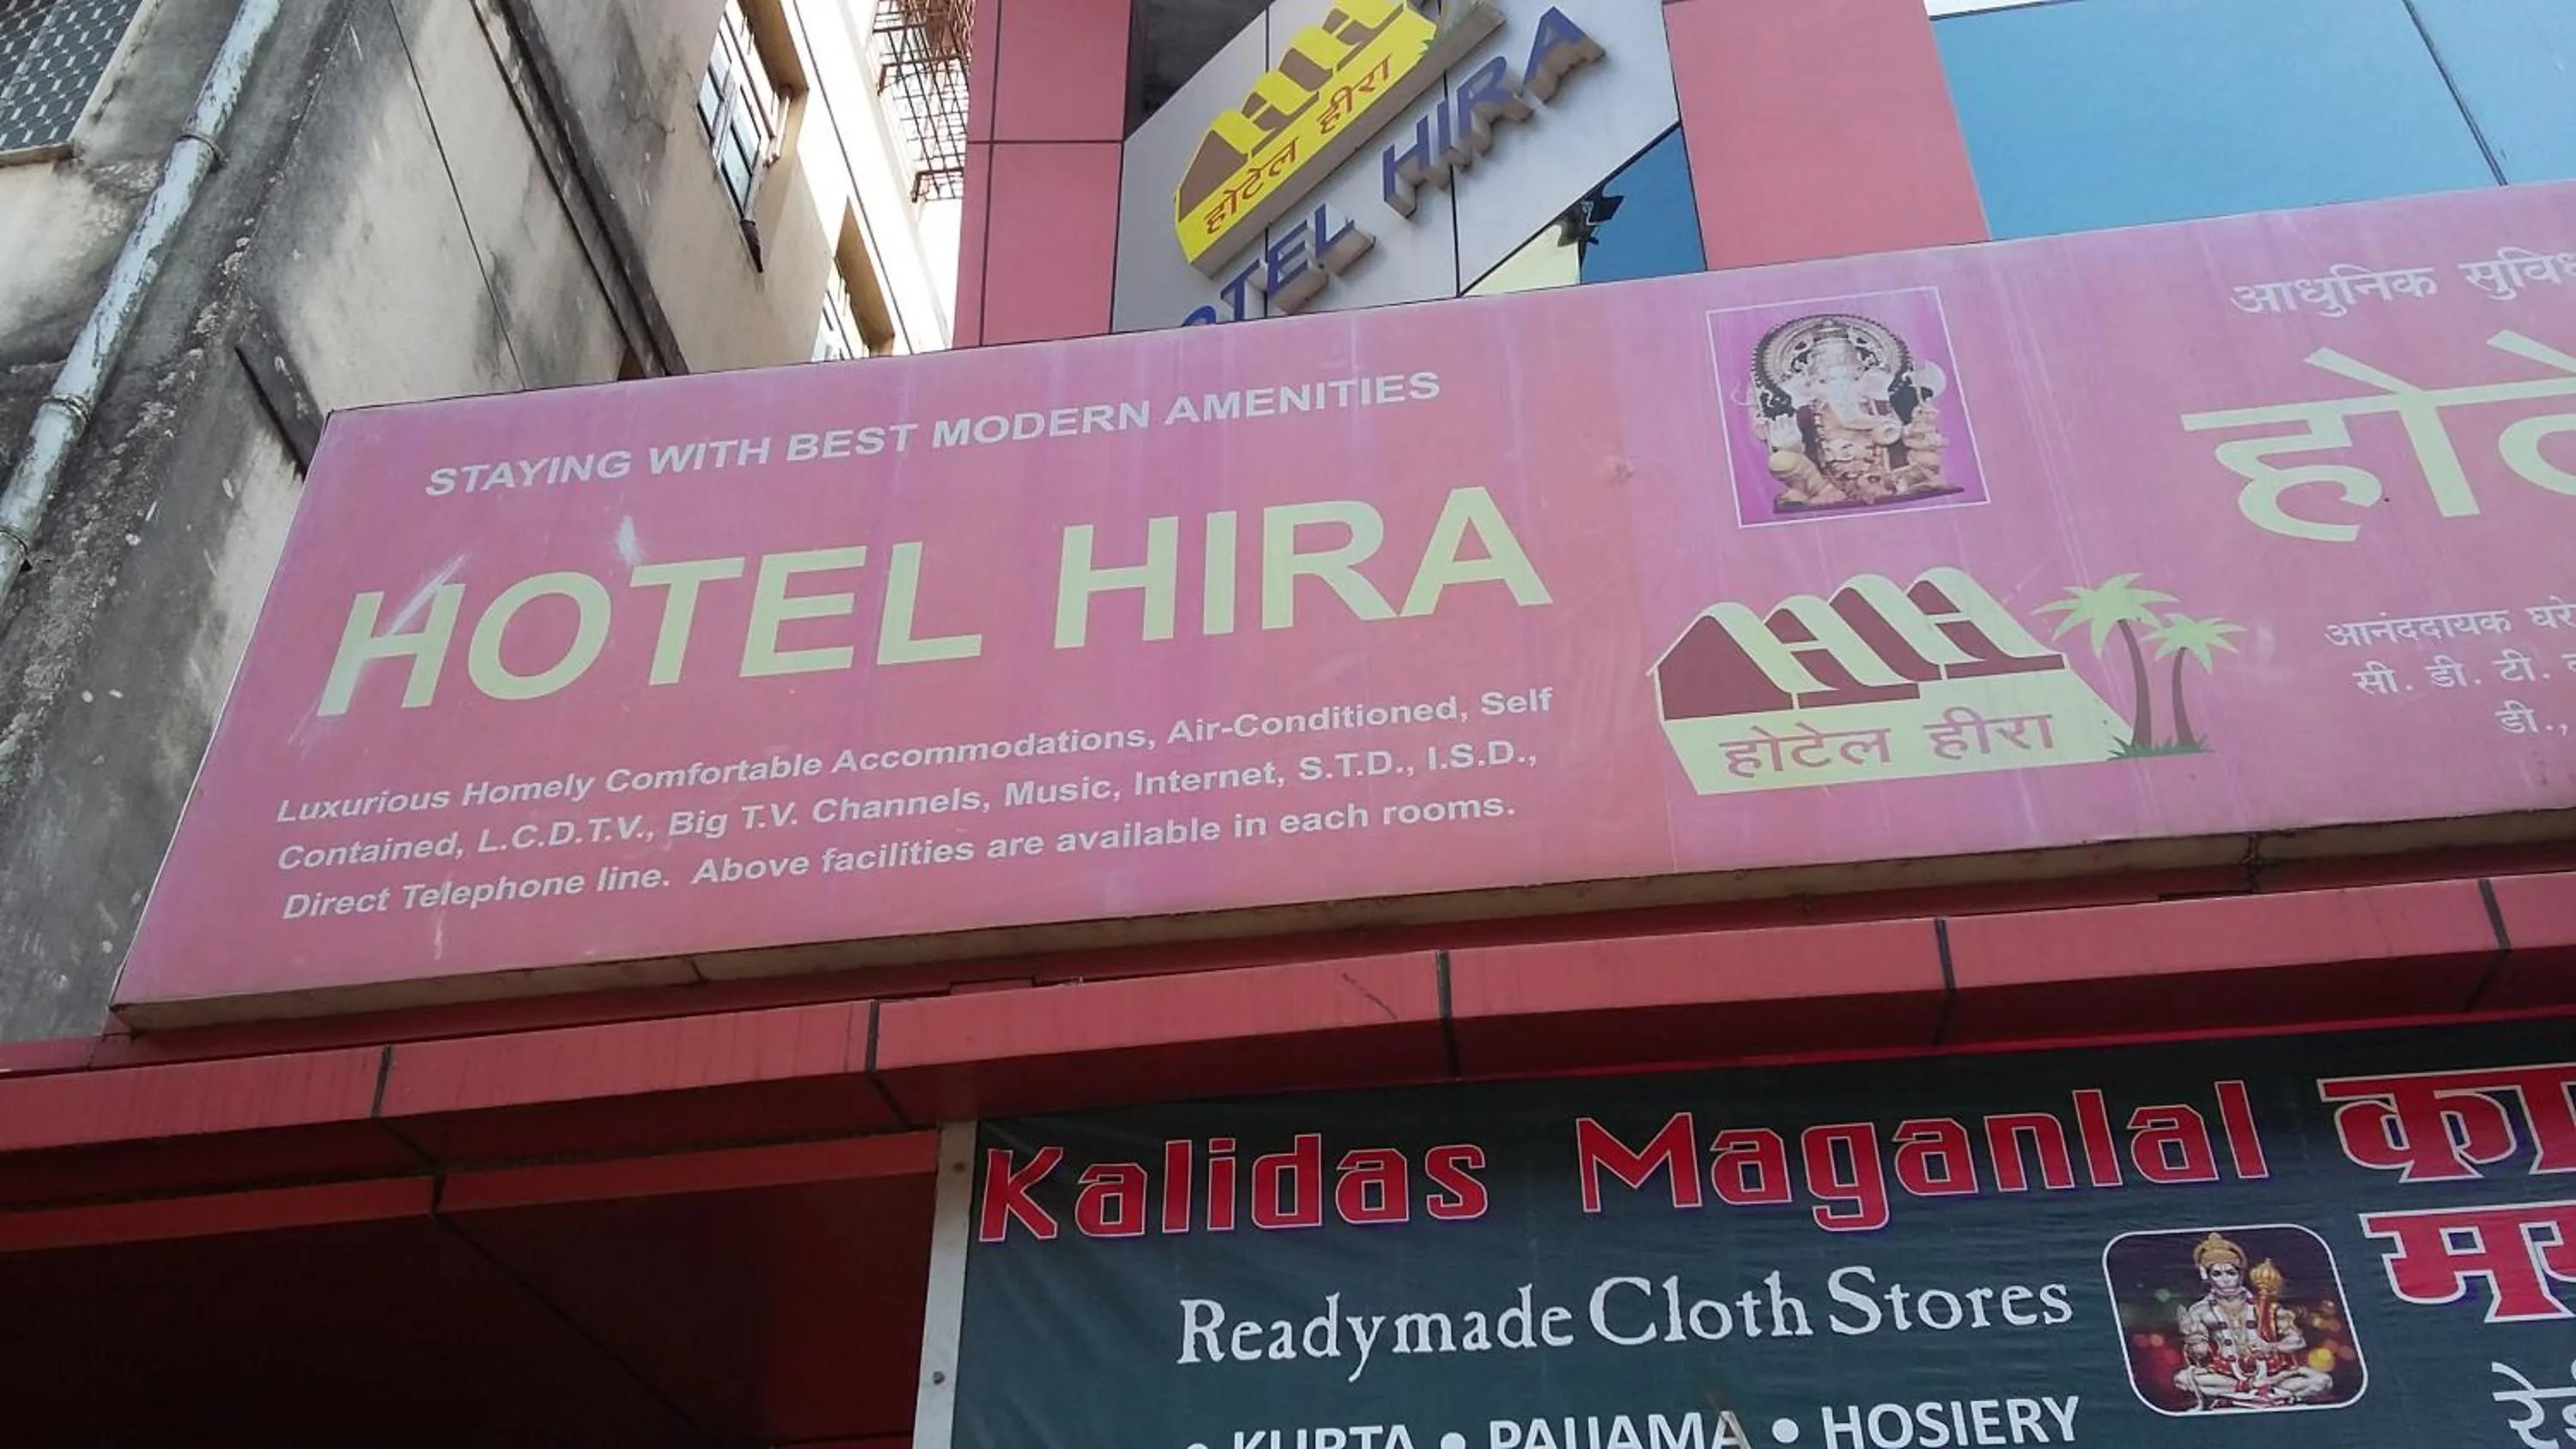 होटेल हीरा
HOTEL HIRA
STAYING WITH BEST MODERN AMENITIES
HOTEL HIRA
Luxurious Homely Comfortable Accommodations, Air-Conditioned, Self
Contained, L.C.D.T.V., Big T.V. Channels, Music, Internet, S.T.D., I.S.D.,
Direct Telephone line. Above facilities are available in each rooms.
होटेल हीरा
आधुनिक
आनंददायक
सी. डी. टी.
डी.,
Kalidas Maganlal
Readymade Cloth Stores
• KURTA • PAIJAMA • HOSIERY